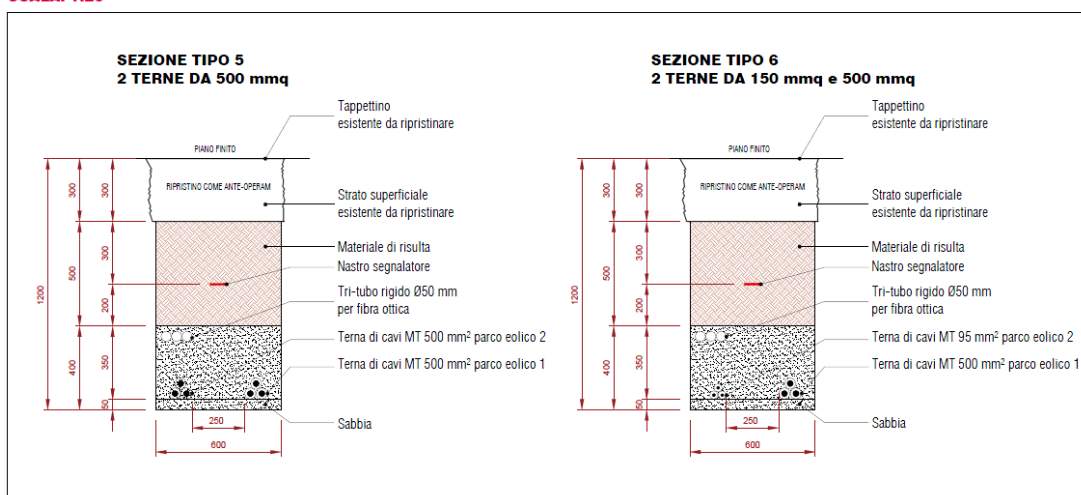 SEZIONE TIPO 5
2 TERNE DA 500 mmq
Tappettino
esistente da ripristinare
PIANO FINITO
RIPRISTINO COME ANTE-OPERAM
Strato superficiale
esistente da ripristinare
Materiale di risulta
Nastro segnalatore
Tri-tubo rigido Ø50 mm
per fibra ottica
Terna di cavi MT 500 mm² parco eolico 2
Terna di cavi MT 500 mm² parco eolico 1
Sabbia
1200
300
500
400
300
300
200
350
50
250
600
SEZIONE TIPO 6
2 TERNE DA 150 mmq e 500 mmq
Tappettino
esistente da ripristinare
PIANO FINITO
RIPRISTINO COME ANTE-OPERAM
Strato superficiale
esistente da ripristinare
Materiale di risulta
Nastro segnalatore
Tri-tubo rigido Ø50 mm
per fibra ottica
Terna di cavi MT 95 mm² parco eolico 2
Terna di cavi MT 500 mm² parco eolico 1
Sabbia
1200
300
500
400
300
300
200
350
50
250
600